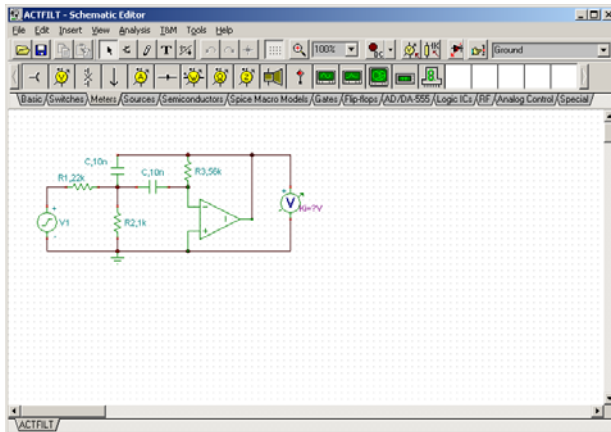 ACTFILT - Schematic Editor
File Edit Insert View Analysis T&M Tools Help
T 100% DC Ground
Basic Switches Meters Sources Semiconductors Spice Macro Models Gates Flip-flops AD/DA-555 Logic ICs RF Analog Control Special
C,10n
C,10n
R3,56k
R1,22k
V
Ki=?V
V1
R2,1k
ACTFILT